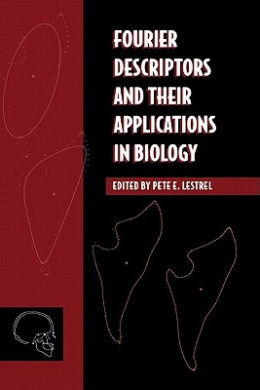 FOURIER
DESCRIPTORS
AND THEIR
APPLICATIONS
IN BIOLOGY
EDITED BY PETE E. LESTREL